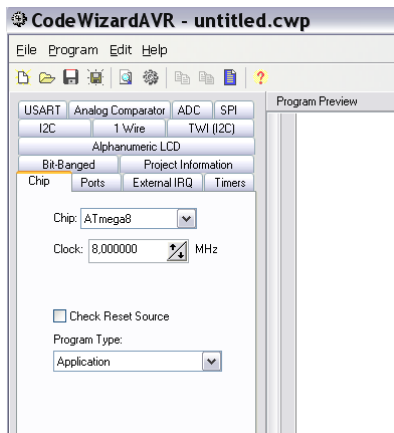 CodeWizardAVR - untitled.cwp
File Program Edit Help
?
Program Preview
USART Analog Comparator ADC SPI
I2C 1 Wire TWI (I2C)
Alphanumeric LCD
Bit-Banged Project Information
Chip Ports External IRQ Timers
Chip: ATmega8
Clock: 8,000000 MHz
Check Reset Source
Program Type:
Application